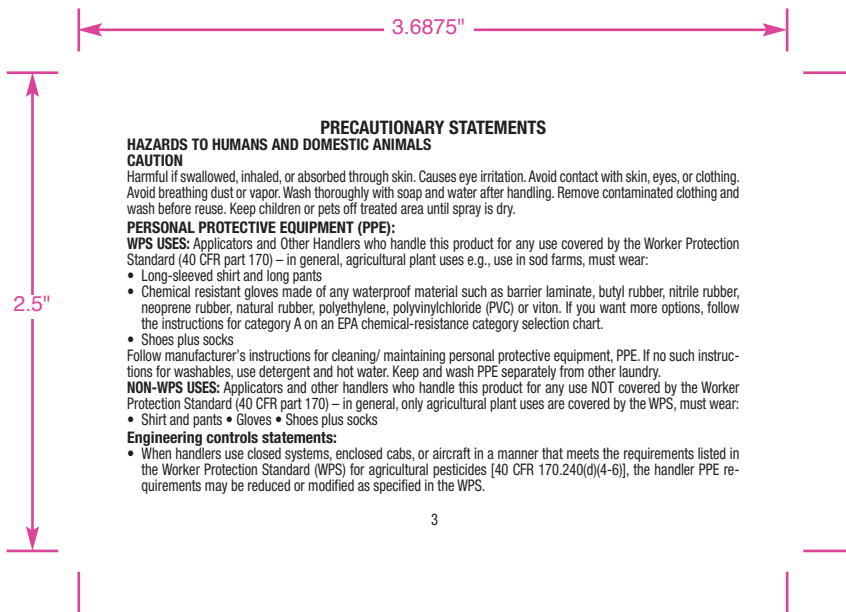 3.6875"
PRECAUTIONARY STATEMENTS
HAZARDS TO HUMANS AND DOMESTIC ANIMALS
CAUTION
Harmful if swallowed, inhaled, or absorbed through skin. Causes eye irritation. Avoid contact with skin, eyes, or clothing.
Avoid breathing dust or vapor. Wash thoroughly with soap and water after handling. Remove contaminated clothing and
wash before reuse. Keep children or pets off treated area until spray is dry.
PERSONAL PROTECTIVE EQUIPMENT (PPE):
WPS USES: Applicators and Other Handlers who handle this product for any use covered by the Worker Protection
Standard (40 CFR part 170) – in general, agricultural plant uses e.g., use in sod farms, must wear:
• Long-sleeved shirt and long pants
• Chemical resistant gloves made of any waterproof material such as barrier laminate, butyl rubber, nitrile rubber,
2.5"
neoprene rubber, natural rubber, polyethylene, polyvinylchloride (PVC) or viton. If you want more options, follow
the instructions for category A on an EPA chemical-resistance category selection chart.
• Shoes plus socks
Follow manufacturer's instructions for cleaning/ maintaining personal protective equipment, PPE. If no such instruc-
tions for washables, use detergent and hot water. Keep and wash PPE separately from other laundry.
NON-WPS USES: Applicators and other handlers who handle this product for any use NOT covered by the Worker
Protection Standard (40 CFR part 170) – in general, only agricultural plant uses are covered by the WPS, must wear:
• Shirt and pants • Gloves • Shoes plus socks
Engineering controls statements:
• When handlers use closed systems, enclosed cabs, or aircraft in a manner that meets the requirements listed in
the Worker Protection Standard (WPS) for agricultural pesticides [40 CFR 170.240(d)(4-6)], the handler PPE re-
quirements may be reduced or modified as specified in the WPS.
3